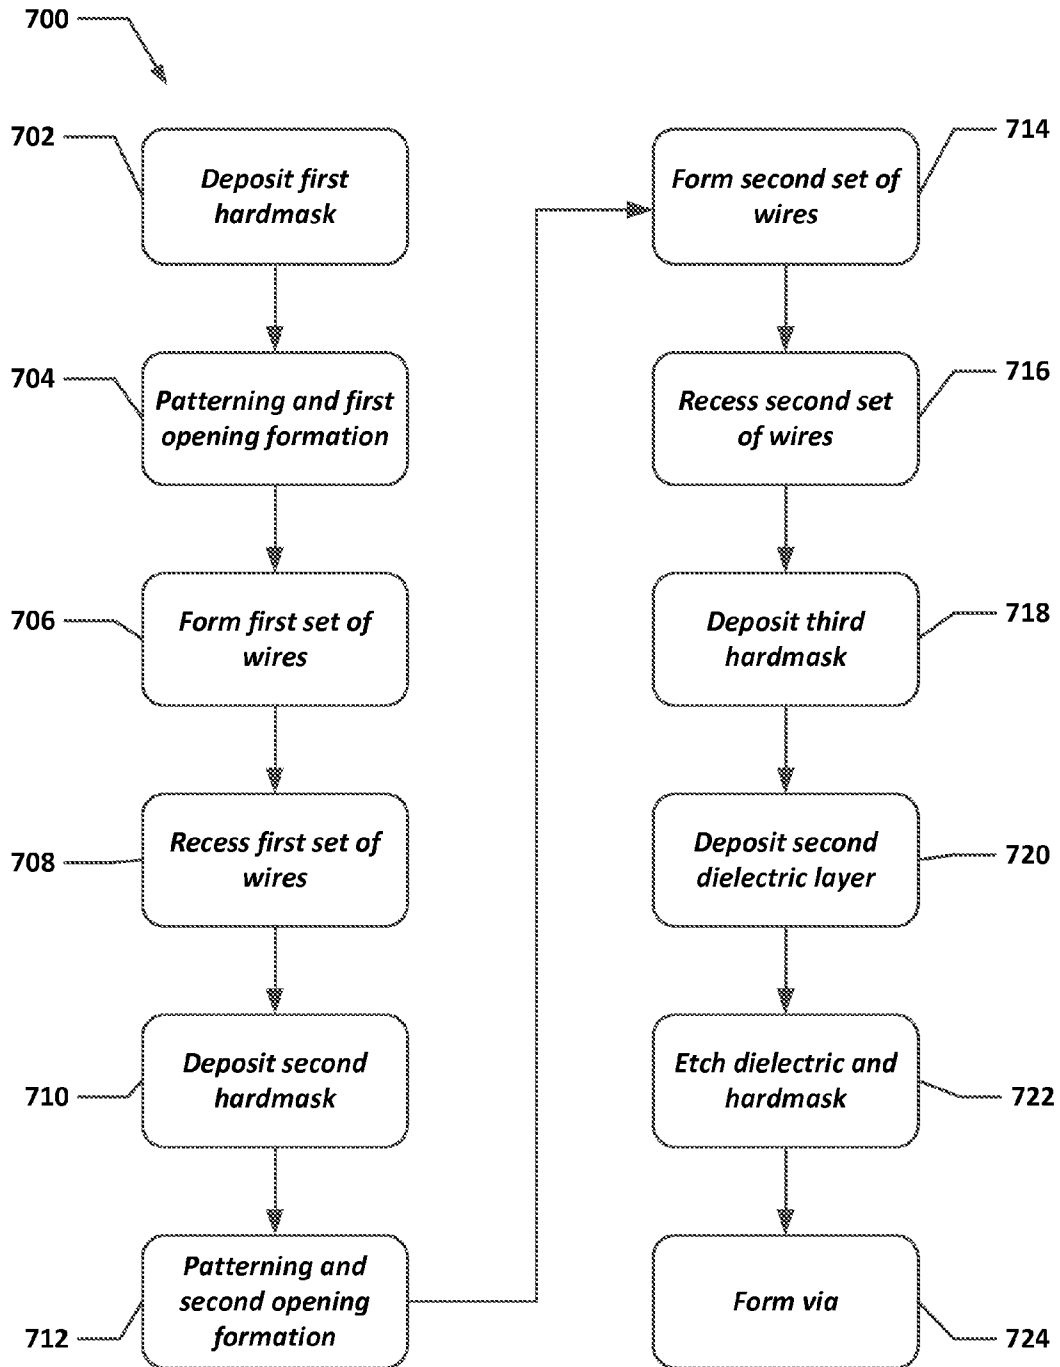 700
702
Deposit first
hardmask
704
Patterning and first
opening formation
706
Form first set of
wires
708
Recess first set of
wires
710
Deposit second
hardmask
712
Patterning and
second opening
formation
714
Form second set of
wires
716
Recess second set
of wires
718
Deposit third
hardmask
720
Deposit second
dielectric layer
722
Etch dielectric and
hardmask
724
Form via